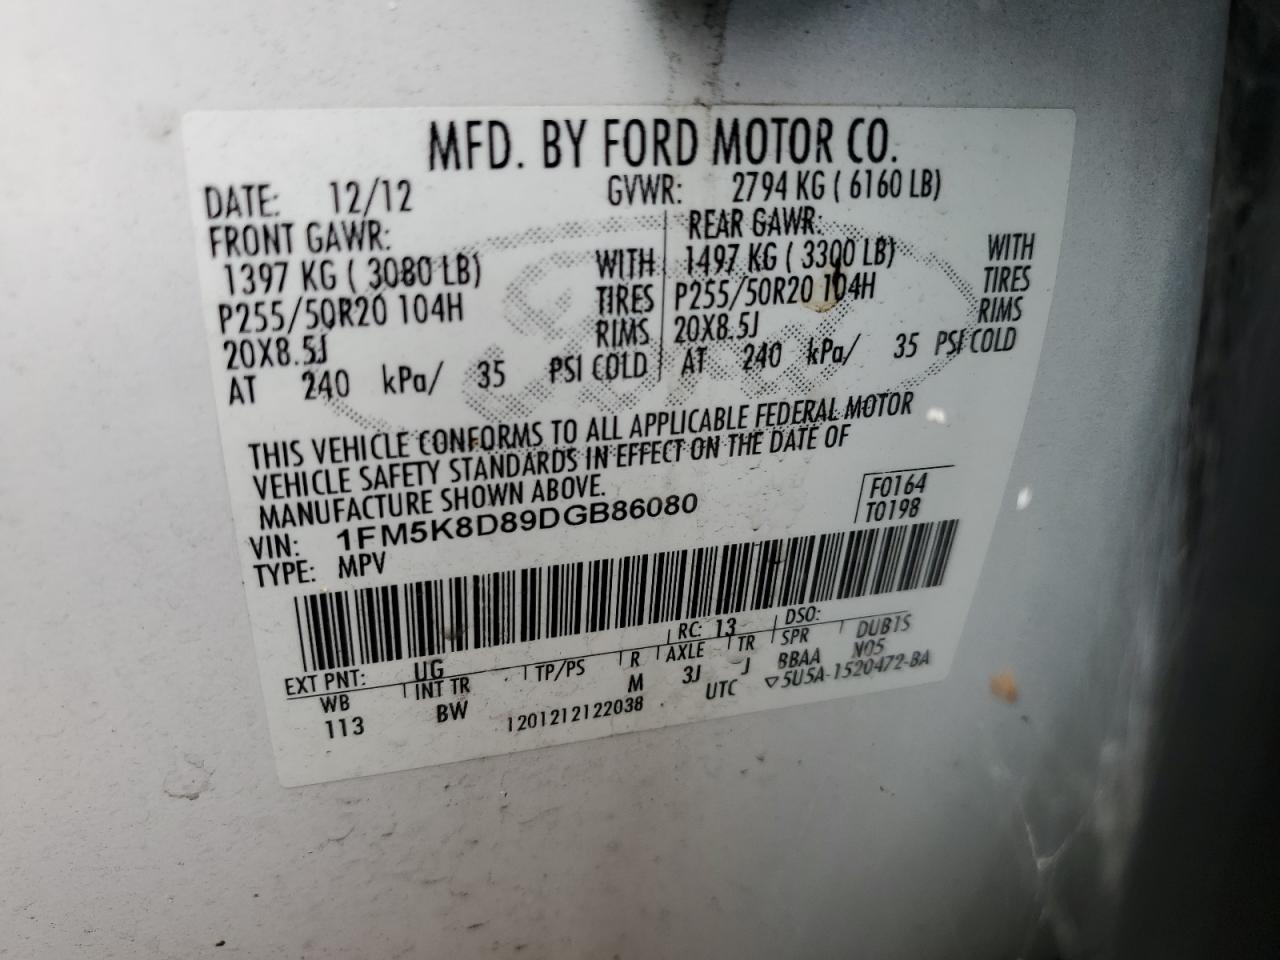 MFD. BY FORD MOTOR CO.
DATE: 12/12 GVWR: 2794 KG ( 6160 LB)
FRONT GAWR: REAR GAWR:
1397 KG ( 3080 LB) WITH 1497 KG ( 3300 LB) WITH
P255/50R20 104H TIRES P255/50R20 104H TIRES
20X8.5J RIMS 20X8.5J RIMS
AT 240 kPa/ 35 PSI COLD AT 240 kPa/ 35 PSI COLD
THIS VEHICLE CONFORMS TO ALL APPLICABLE FEDERAL MOTOR
VEHICLE SAFETY STANDARDS IN EFFECT ON THE DATE OF
MANUFACTURE SHOWN ABOVE.
VIN: 1FM5K8D89DGB86080 F0164
TYPE: MPV T0198
EXT PNT: UG RC: 13 DSO:
WB INT TR TP/PS R AXLE TR SPR DUB1S
113 BW M 3J J BBAA N05
1201212122038 UTC ▽5U5A-1520472-BA